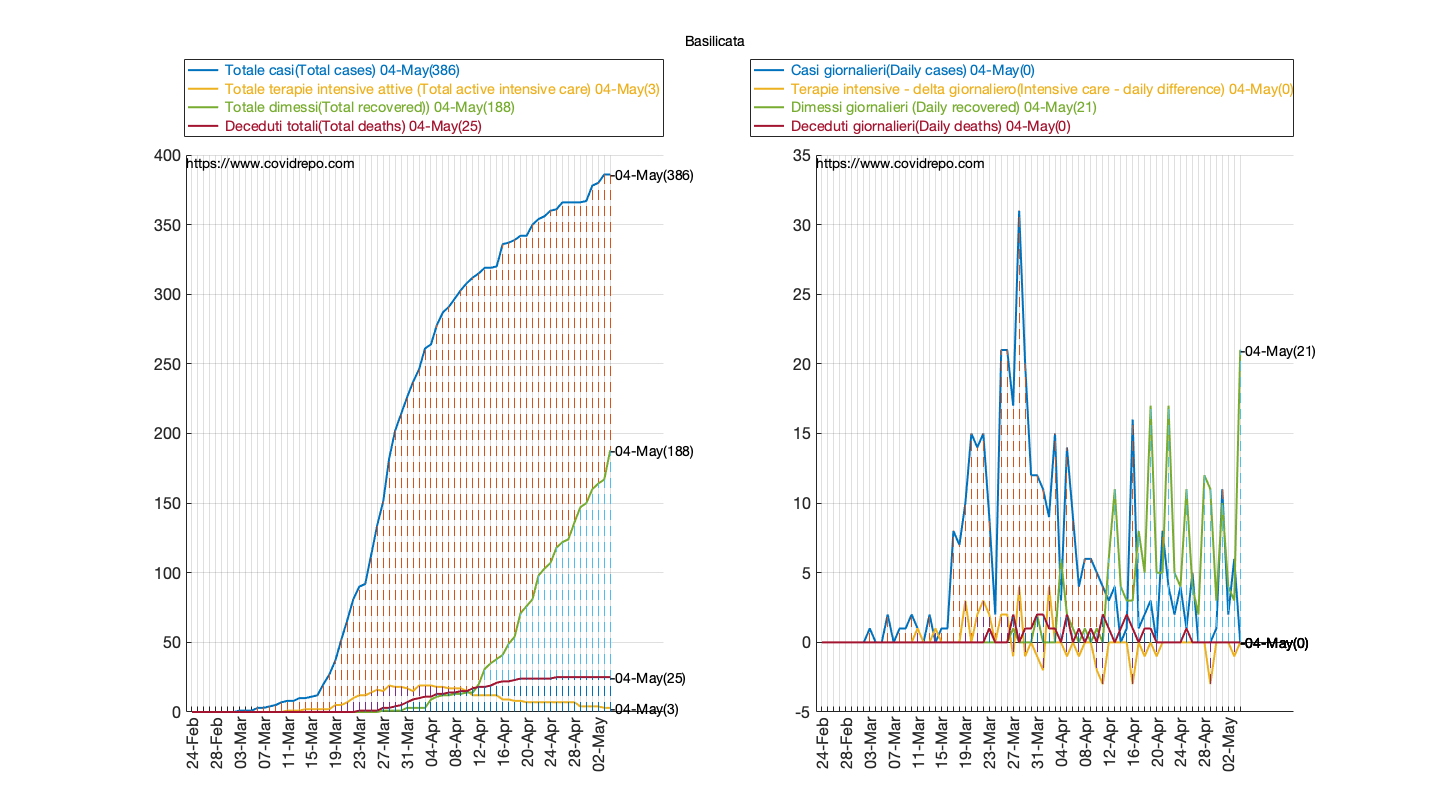 Basilicata
Totale casi(Total cases) 04-May(386)
Totale terapie intensive attive (Total active intensive care) 04-May(3)
Totale dimessi(Total recovered)) 04-May(188)
Deceduti totali(Total deaths) 04-May(25)
400
350
300
250
200
150
100
50
0
https://www.covidrepo.com
04-May(386)
04-May(188)
04-May(25)
04-May(3)
24-Feb
28-Feb
03-Mar
07-Mar
11-Mar
15-Mar
19-Mar
23-Mar
27-Mar
31-Mar
04-Apr
08-Apr
12-Apr
16-Apr
20-Apr
24-Apr
28-Apr
02-May
Casi giornalieri(Daily cases) 04-May(0)
Terapie intensive - delta giornaliero(Intensive care - daily difference) 04-May(0)
Dimessi giornalieri (Daily recovered) 04-May(21)
Deceduti giornalieri(Daily deaths) 04-May(0)
35
30
25
20
15
10
5
0
-5
https://www.covidrepo.com
04-May(21)
04-May(0)
24-Feb
28-Feb
03-Mar
07-Mar
11-Mar
15-Mar
19-Mar
23-Mar
27-Mar
31-Mar
04-Apr
08-Apr
12-Apr
16-Apr
20-Apr
24-Apr
28-Apr
02-May